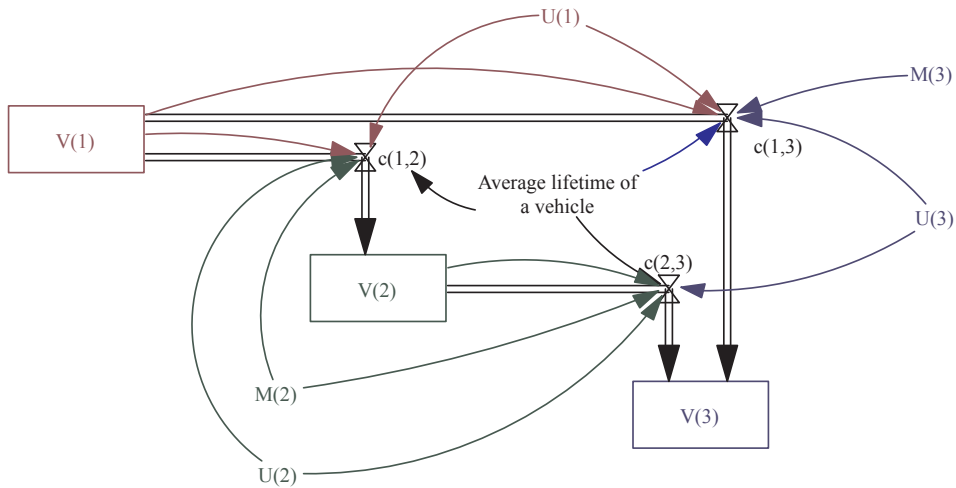 U(1)
M(3)
V(1)
c(1,2)
c(1,3)
Average lifetime of
a vehicle
U(3)
c(2,3)
V(2)
M(2)
V(3)
U(2)